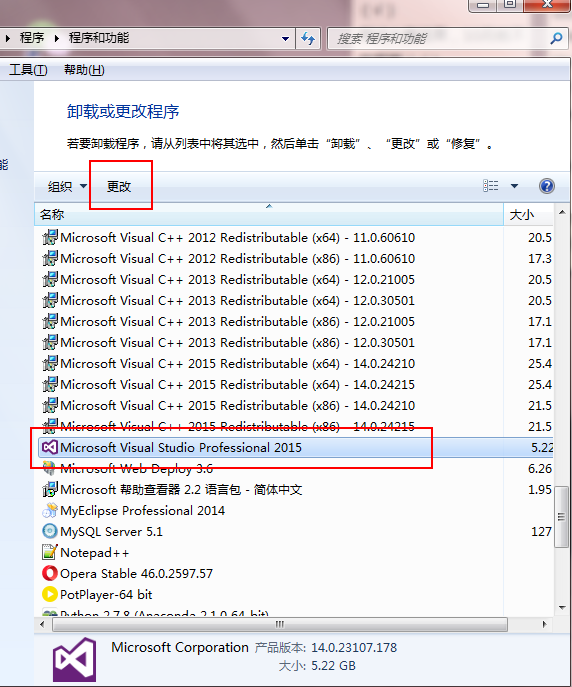 程序 程序和功能 搜索 程序和功能
工具(T) 帮助(H)
卸载或更改程序
若要卸载程序，请从列表中将其选中，然后单击“卸载”、“更改”或“修复”。
能
组织 更改
名称 大小
Microsoft Visual C++ 2012 Redistributable (x64) - 11.0.60610 20.5
Microsoft Visual C++ 2012 Redistributable (x86) - 11.0.60610 17.3
Microsoft Visual C++ 2013 Redistributable (x64) - 12.0.21005 20.5
Microsoft Visual C++ 2013 Redistributable (x64) - 12.0.30501 20.5
Microsoft Visual C++ 2013 Redistributable (x86) - 12.0.21005 17.1
Microsoft Visual C++ 2013 Redistributable (x86) - 12.0.30501 17.1
Microsoft Visual C++ 2015 Redistributable (x64) - 14.0.24210 25.4
Microsoft Visual C++ 2015 Redistributable (x64) - 14.0.24215 25.4
Microsoft Visual C++ 2015 Redistributable (x86) - 14.0.24210 21.5
Microsoft Visual C++ 2015 Redistributable (x86) - 14.0.24215 21.5
Microsoft Visual Studio Professional 2015 5.22
Microsoft Web Deploy 3.6 6.26
Microsoft 帮助查看器 2.2 语言包 - 简体中文 1.95
MyEclipse Professional 2014
MySQL Server 5.1 127
Notepad++
Opera Stable 46.0.2597.57
PotPlayer-64 bit
Python 2.7.8 (Anaconda 2.1.0 64-bit)
Microsoft Corporation 产品版本: 14.0.23107.178
大小: 5.22 GB